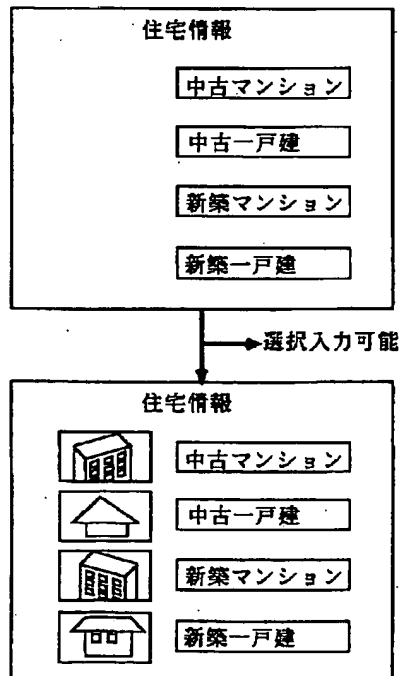 住宅情報
中古マンション
中古一戸建
新築マンション
新築一戸建
選択入力可能
住宅情報
中古マンション
中古一戸建
新築マンション
新築一戸建